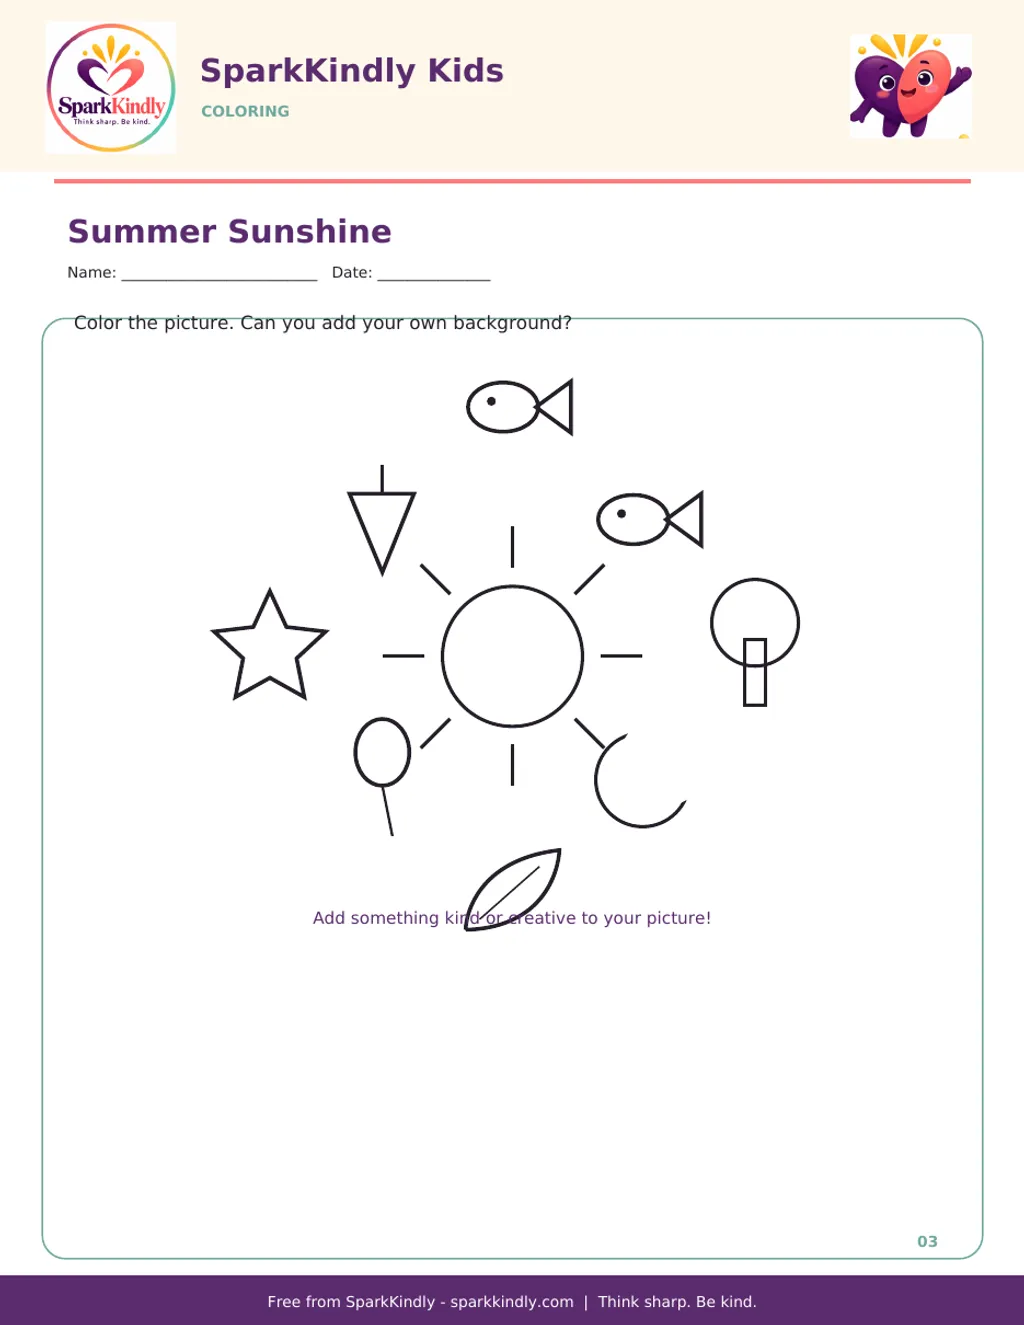 SparkKindly
Think sharp. Be kind.
SparkKindly Kids
COLORING
Summer Sunshine
Name: __________________________ Date: _______________
Color the picture. Can you add your own background?
Add something kind or creative to your picture!
03
Free from SparkKindly - sparkkindly.com | Think sharp. Be kind.